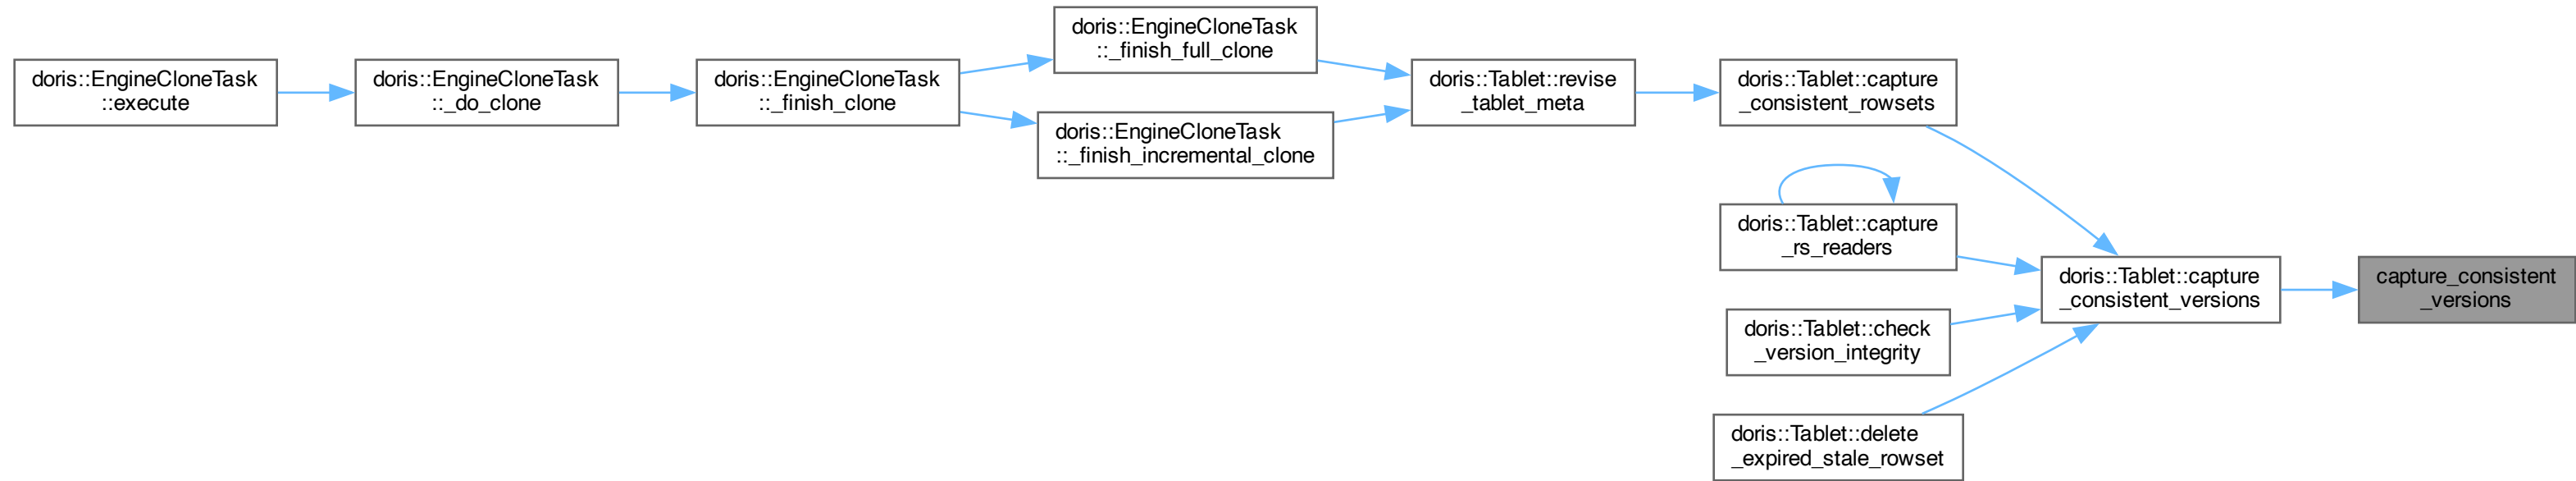 doris::EngineCloneTask
::execute
doris::EngineCloneTask
::_do_clone
doris::EngineCloneTask
::_finish_clone
doris::EngineCloneTask
::_finish_full_clone
doris::EngineCloneTask
::_finish_incremental_clone
doris::Tablet::revise
_tablet_meta
doris::Tablet::capture
_consistent_rowsets
doris::Tablet::capture
_rs_readers
doris::Tablet::check
_version_integrity
doris::Tablet::delete
_expired_stale_rowset
doris::Tablet::capture
_consistent_versions
capture_consistent
_versions